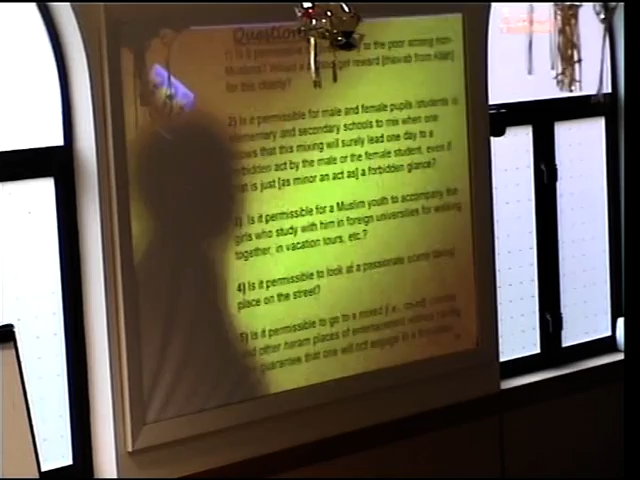 Questions
1) Is it permissible to the poor among non-
Muslims? Would get reward [thawab from Allah]
for this charity?
2) Is it permissible for male and female pupils /students in
elementary and secondary schools to mix when one
knows that this mixing will surely lead one day to a
forbidden act by the male or the female student, even if
it is just [as minor an act as] a forbidden glance?
3) Is it permissible for a Muslim youth to accompany the
girls who study with him in foreign universities for walking
together, in vacation tours, etc.?
4) Is it permissible to look at a passionate scene taking
place on the street?
5) Is it permissible to go to a mixed
and other haram places of entertainment without having
guarantee that one will not engage in a